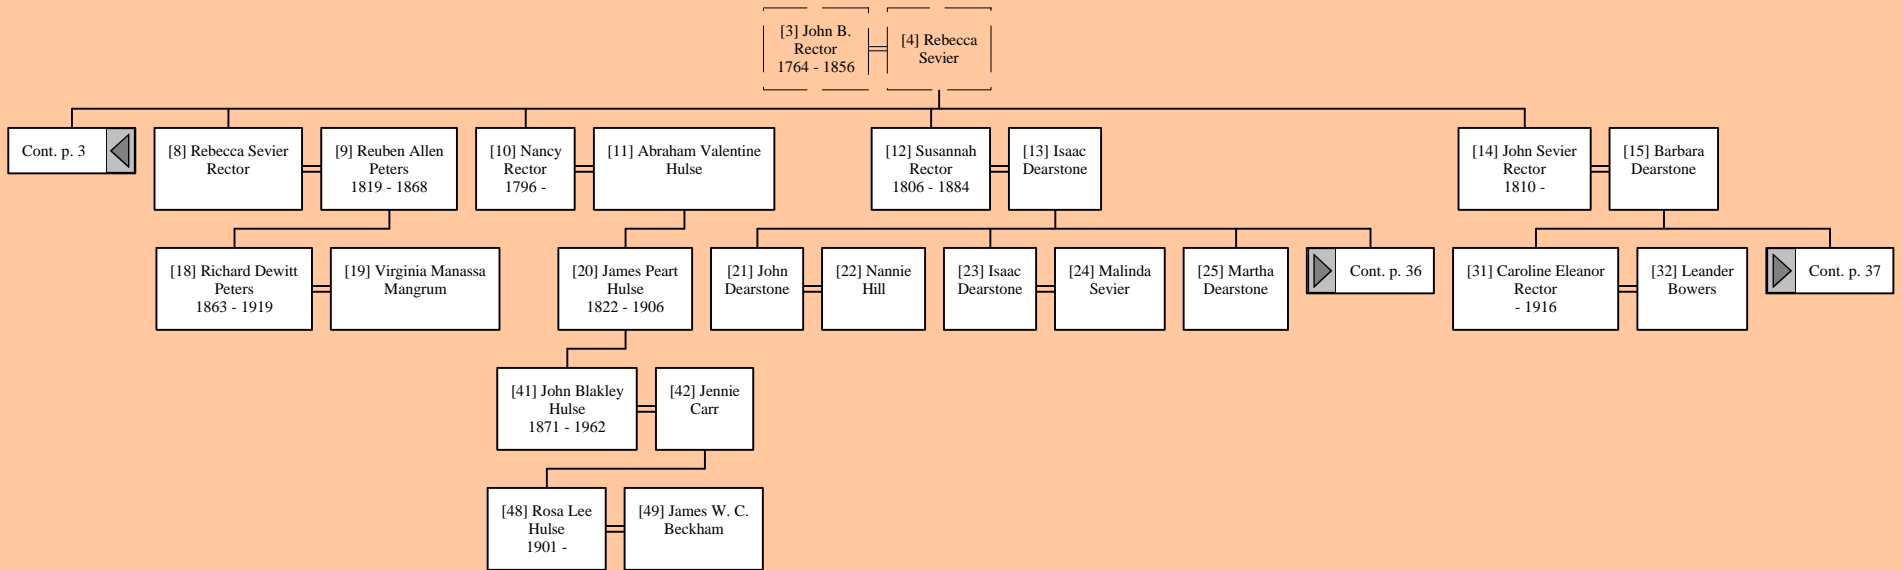 [3] John B.
Rector
1764 - 1856
[4] Rebecca
Sevier
Cont. p. 3
[8] Rebecca Sevier
Rector
[9] Reuben Allen
Peters
1819 - 1868
[10] Nancy
Rector
1796 -
[11] Abraham Valentine
Hulse
[12] Susannah
Rector
1806 - 1884
[13] Isaac
Dearstone
[14] John Sevier
Rector
1810 -
[15] Barbara
Dearstone
[18] Richard Dewitt
Peters
1863 - 1919
[19] Virginia Manassa
Mangrum
[20] James Peart
Hulse
1822 - 1906
[21] John
Dearstone
[22] Nannie
Hill
[23] Isaac
Dearstone
[24] Malinda
Sevier
[25] Martha
Dearstone
Cont. p. 36
[31] Caroline Eleanor
Rector
- 1916
[32] Leander
Bowers
Cont. p. 37
[41] John Blakley
Hulse
1871 - 1962
[42] Jennie
Carr
[48] Rosa Lee
Hulse
1901 -
[49] James W. C.
Beckham